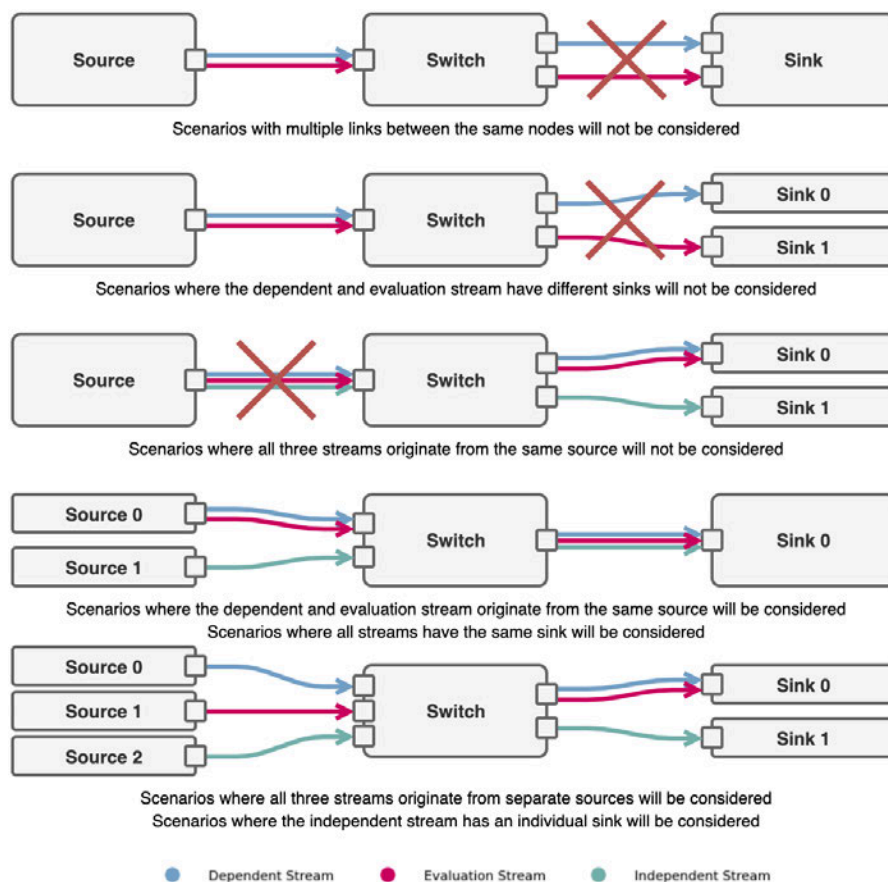 Source
Switch
Sink
Scenarios with multiple links between the same nodes will not be considered
Source
Switch
Sink 0
Sink 1
Scenarios where the dependent and evaluation stream have different sinks will not be considered
Source
Switch
Sink 0
Sink 1
Scenarios where all three streams originate from the same source will not be considered
Source 0
Source 1
Switch
Sink 0
Scenarios where the dependent and evaluation stream originate from the same source will be considered
Scenarios where all streams have the same sink will be considered
Source 0
Source 1
Source 2
Switch
Sink 0
Sink 1
Scenarios where all three streams originate from separate sources will be considered
Scenarios where the independent stream has an individual sink will be considered
Dependent Stream
Evaluation Stream
Independent Stream